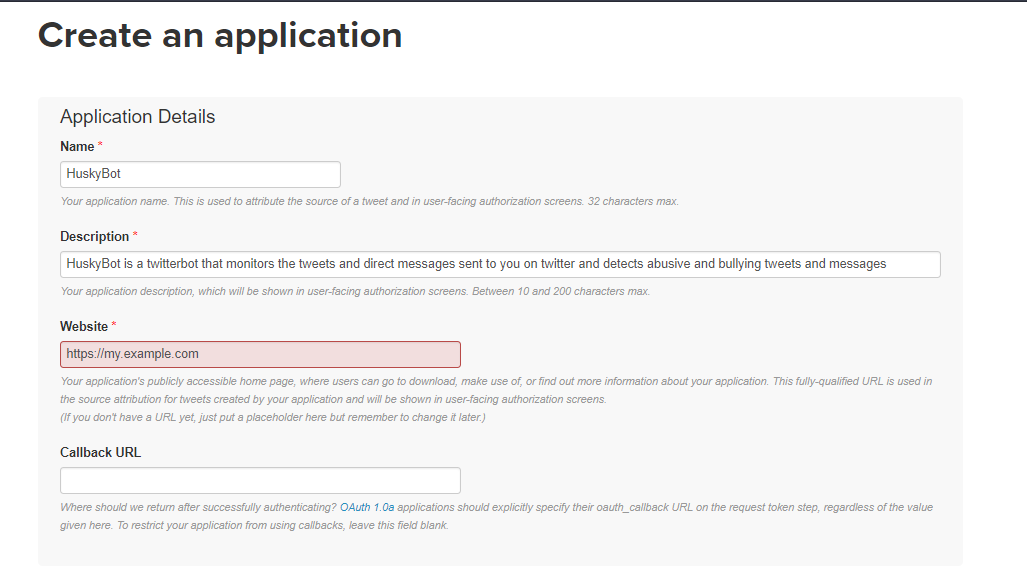 Create an application
Application Details
Name *
HuskyBot
Your application name. This is used to attribute the source of a tweet and in user-facing authorization screens. 32 characters max.
Description *
HuskyBot is a twitterbot that monitors the tweets and direct messages sent to you on twitter and detects abusive and bullying tweets and messages
Your application description, which will be shown in user-facing authorization screens. Between 10 and 200 characters max.
Website *
https://my.example.com
Your application's publicly accessible home page, where users can go to download, make use of, or find out more information about your application. This fully-qualified URL is used in
the source attribution for tweets created by your application and will be shown in user-facing authorization screens.
(If you don't have a URL yet, just put a placeholder here but remember to change it later.)
Callback URL
Where should we return after successfully authenticating? OAuth 1.0a applications should explicitly specify their oauth_callback URL on the request token step, regardless of the value
given here. To restrict your application from using callbacks, leave this field blank.